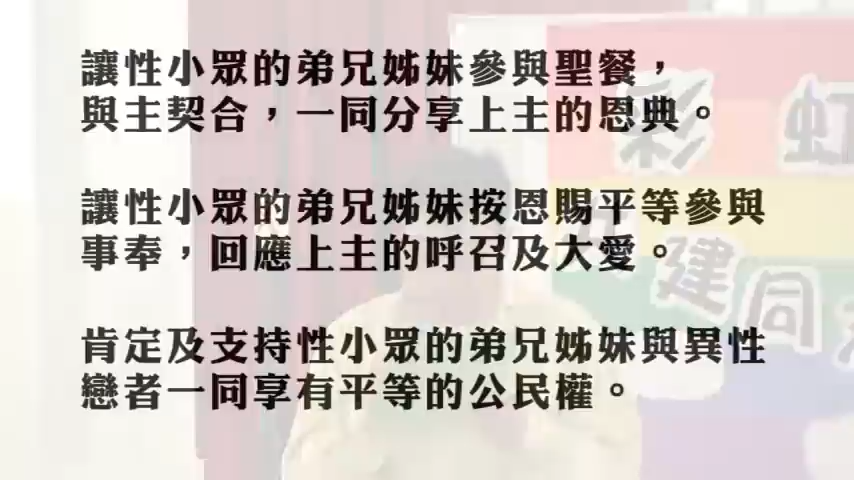 讓性小眾的弟兄姊妹參與聖餐，
與主契合，一同分享上主的恩典。
讓性小眾的弟兄姊妹按恩賜平等參與
事奉，回應上主的呼召及大愛。
肯定及支持性小眾的弟兄姊妹與異性
戀者一同享有平等的公民權。
彩虹
建同